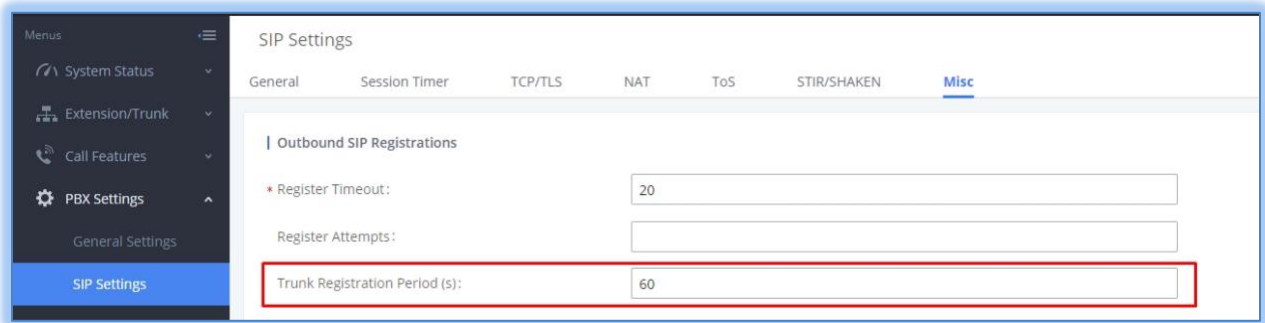 Menus
System Status
Extension/Trunk
Call Features
PBX Settings
General Settings
SIP Settings
SIP Settings
General Session Timer TCP/TLS NAT ToS STIR/SHAKEN Misc
Outbound SIP Registrations
* Register Timeout: 20
Register Attempts:
Trunk Registration Period (s): 60